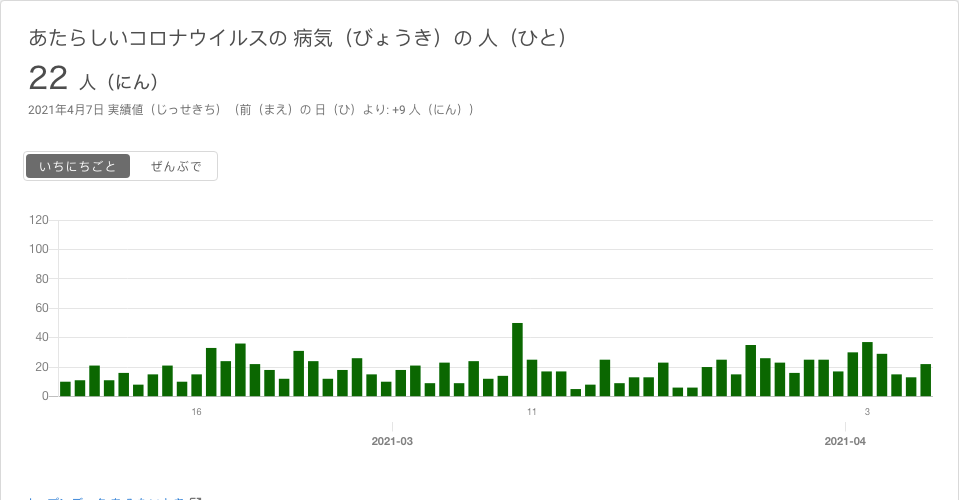 あたらしいコロナウイルスの 病気（びょうき）の 人（ひと）
22 人（にん）
2021年4月7日 実績値（じっせきち）（前（まえ）の 日（ひ）より: +9 人（にん））
いちにちごと ぜんぶで
120
100
80
60
40
20
0
16 11 3
2021-03 2021-04